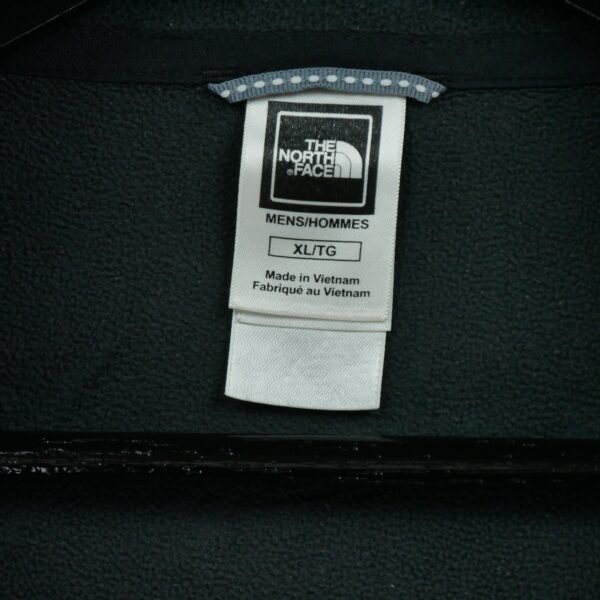 THE
NORTH
®FACE
MENS/HOMMES
XL/TG
Made in Vietnam
Fabriqué au Vietnam